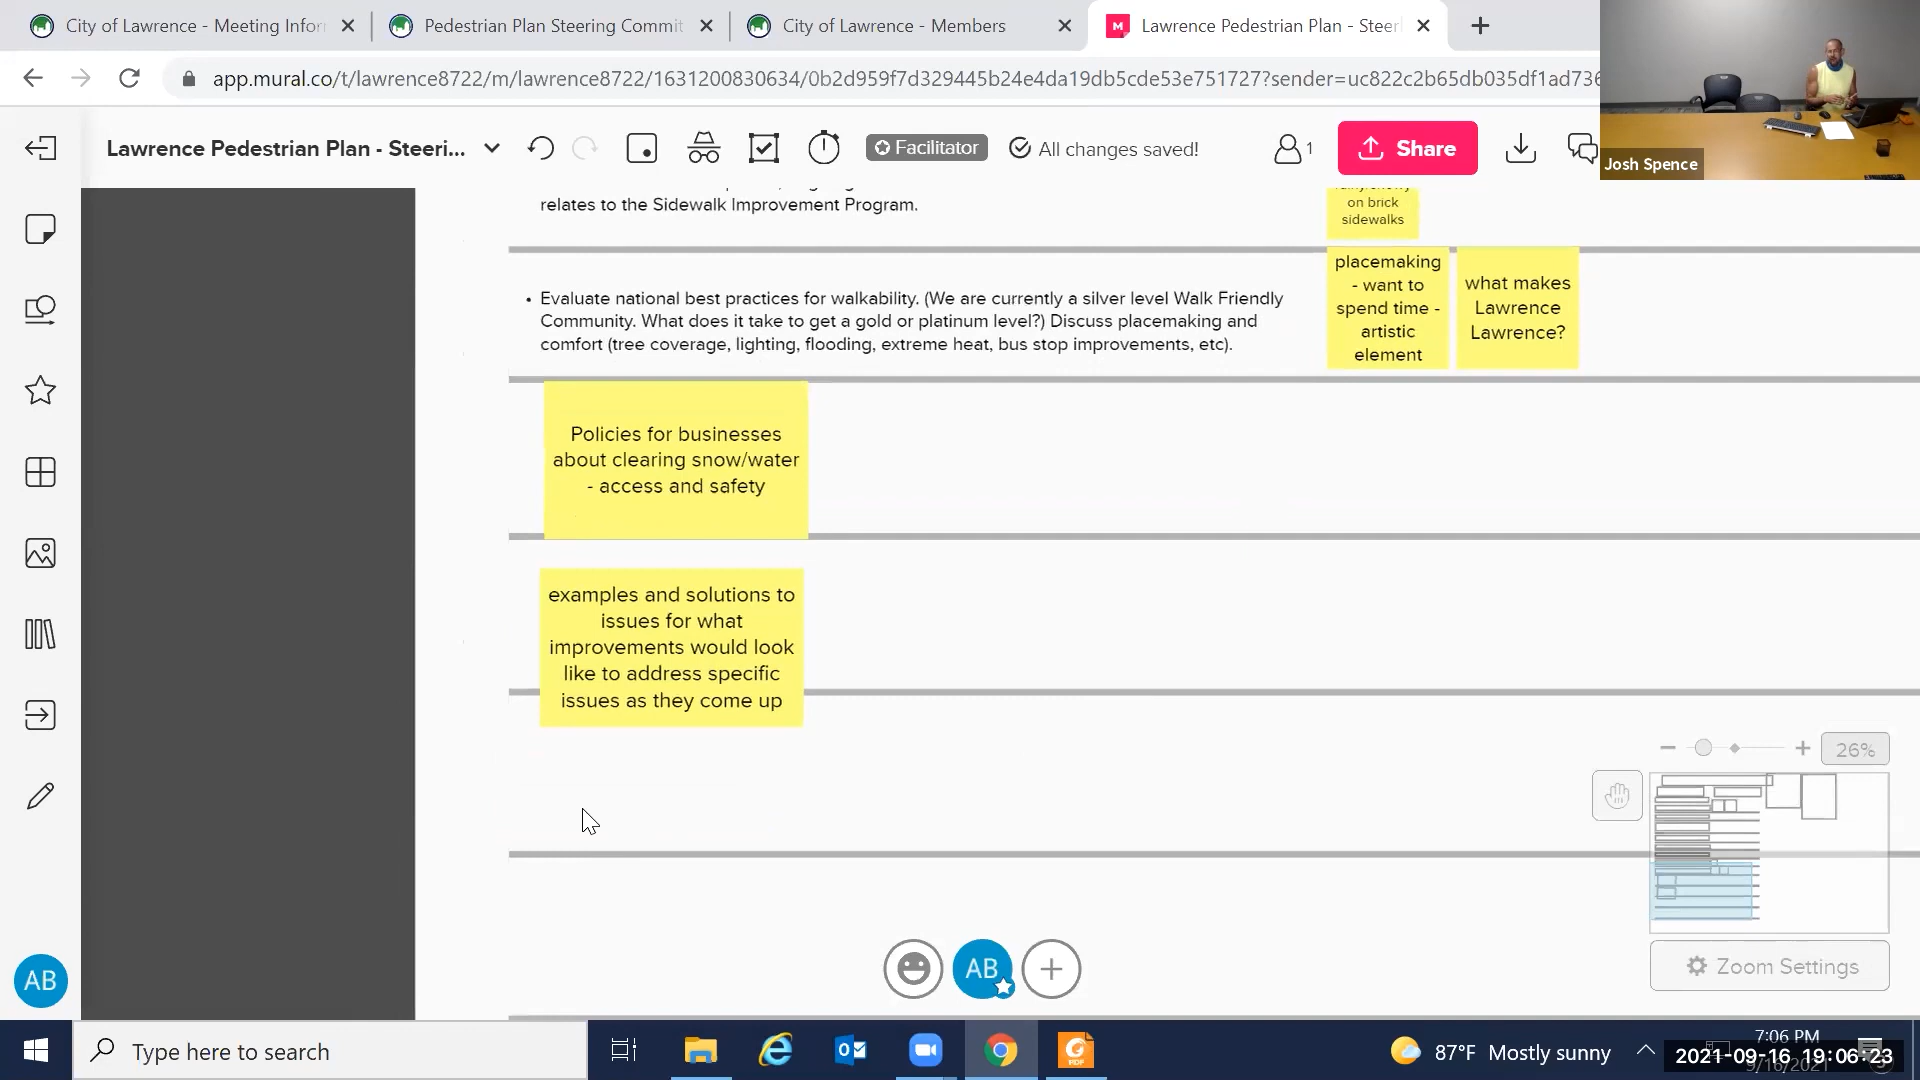 City of Lawrence - Meeting Infor
Pedestrian Plan Steering Commit
City of Lawrence - Members
M
Lawrence Pedestrian Plan - Steer
app.mural.co/t/lawrence8722/m/lawrence8722/1631200830634/0b2d959f7d329445b24e4da19db5cde53e751727?sender=uc822c2b65db035df1ad736
Lawrence Pedestrian Plan - Steeri...
Facilitator
All changes saved!
1
Share
Josh Spence
relates to the Sidewalk Improvement Program.
on brick
sidewalks
• Evaluate national best practices for walkability. (We are currently a silver level Walk Friendly
Community. What does it take to get a gold or platinum level?) Discuss placemaking and
comfort (tree coverage, lighting, flooding, extreme heat, bus stop improvements, etc).
placemaking
- want to
spend time -
artistic
element
what makes
Lawrence
Lawrence?
Policies for businesses
about clearing snow/water
- access and safety
examples and solutions to
issues for what
improvements would look
like to address specific
issues as they come up
26%
Zoom Settings
AB
AB
Type here to search
87°F Mostly sunny
7:06 PM
2021-09-16 19:06:23